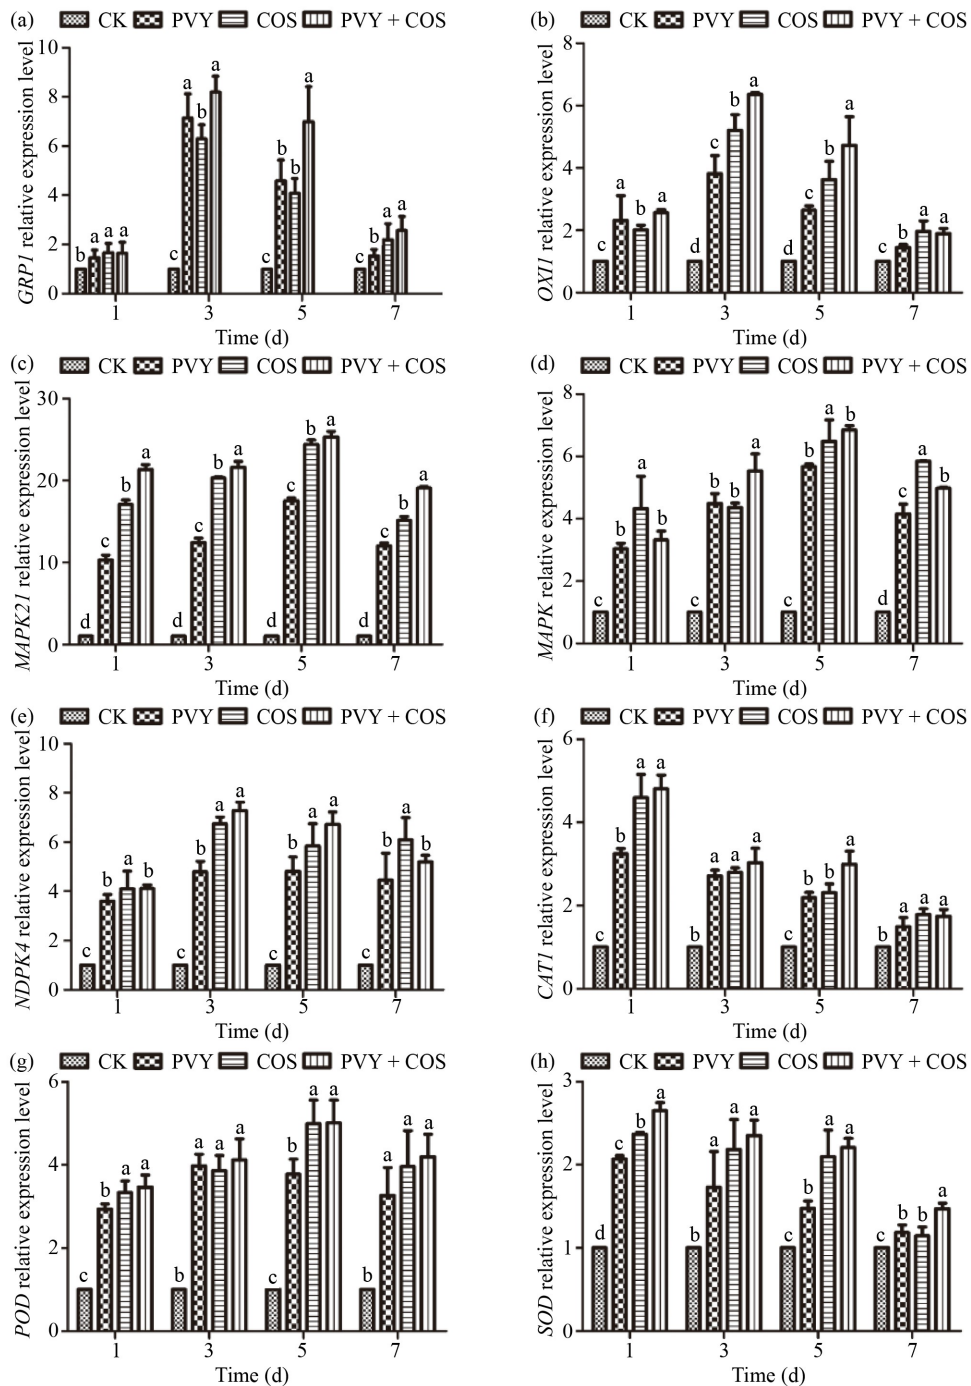 (a) CK PVY COS PVY + COS
GRP1 relative expression level
10
8
6
4
2
0
b a a a
c a b a
c b b a
c b a a
1 3 5 7
Time (d)
(b) CK PVY COS PVY + COS
OXI1 relative expression level
8
6
4
2
0
c a b a
d c b a
d c b a
c b a a
1 3 5 7
Time (d)
(c) CK PVY COS PVY + COS
MAPK21 relative expression level
30
20
10
0
d c b a
d c b a
d c b a
d c b a
1 3 5 7
Time (d)
(d) CK PVY COS PVY + COS
MAPK relative expression level
8
6
4
2
0
c b a b
c b b a
c b a b
d c a b
1 3 5 7
Time (d)
(e) CK PVY COS PVY + COS
NDPK4 relative expression level
10
8
6
4
2
0
c b a b
c b a a
c b a a
c b a b
1 3 5 7
Time (d)
(f) CK PVY COS PVY + COS
CAT1 relative expression level
6
4
2
0
c b a a
b a a a
c b b a
b a a a
1 3 5 7
Time (d)
(g) CK PVY COS PVY + COS
POD relative expression level
6
4
2
0
c b a a
b a a a
c b a a
b a a a
1 3 5 7
Time (d)
(h) CK PVY COS PVY + COS
SOD relative expression level
3
2
1
0
d c b a
b a a a
c b a a
c b b a
1 3 5 7
Time (d)